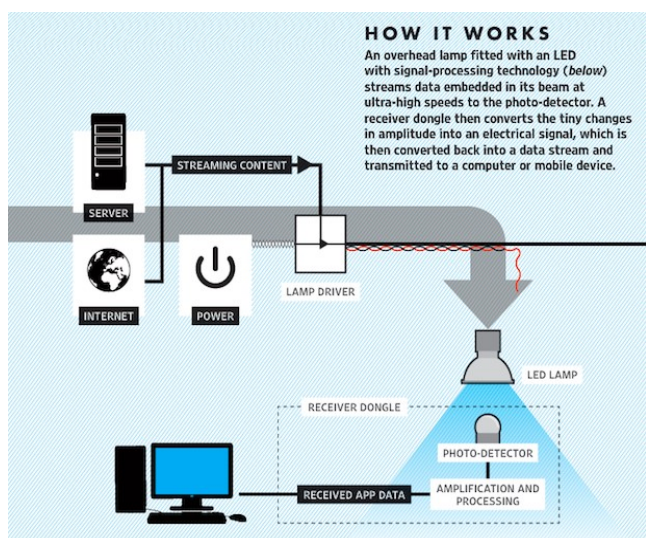 HOW IT WORKS
An overhead lamp fitted with an LED
with signal-processing technology (below)
streams data embedded in its beam at
ultra-high speeds to the photo-detector. A
receiver dongle then converts the tiny changes
in amplitude into an electrical signal, which is
then converted back into a data stream and
transmitted to a computer or mobile device.
STREAMING CONTENT
SERVER
INTERNET
POWER
LAMP DRIVER
LED LAMP
RECEIVER DONGLE
PHOTO-DETECTOR
RECEIVED APP DATA
AMPLIFICATION AND
PROCESSING